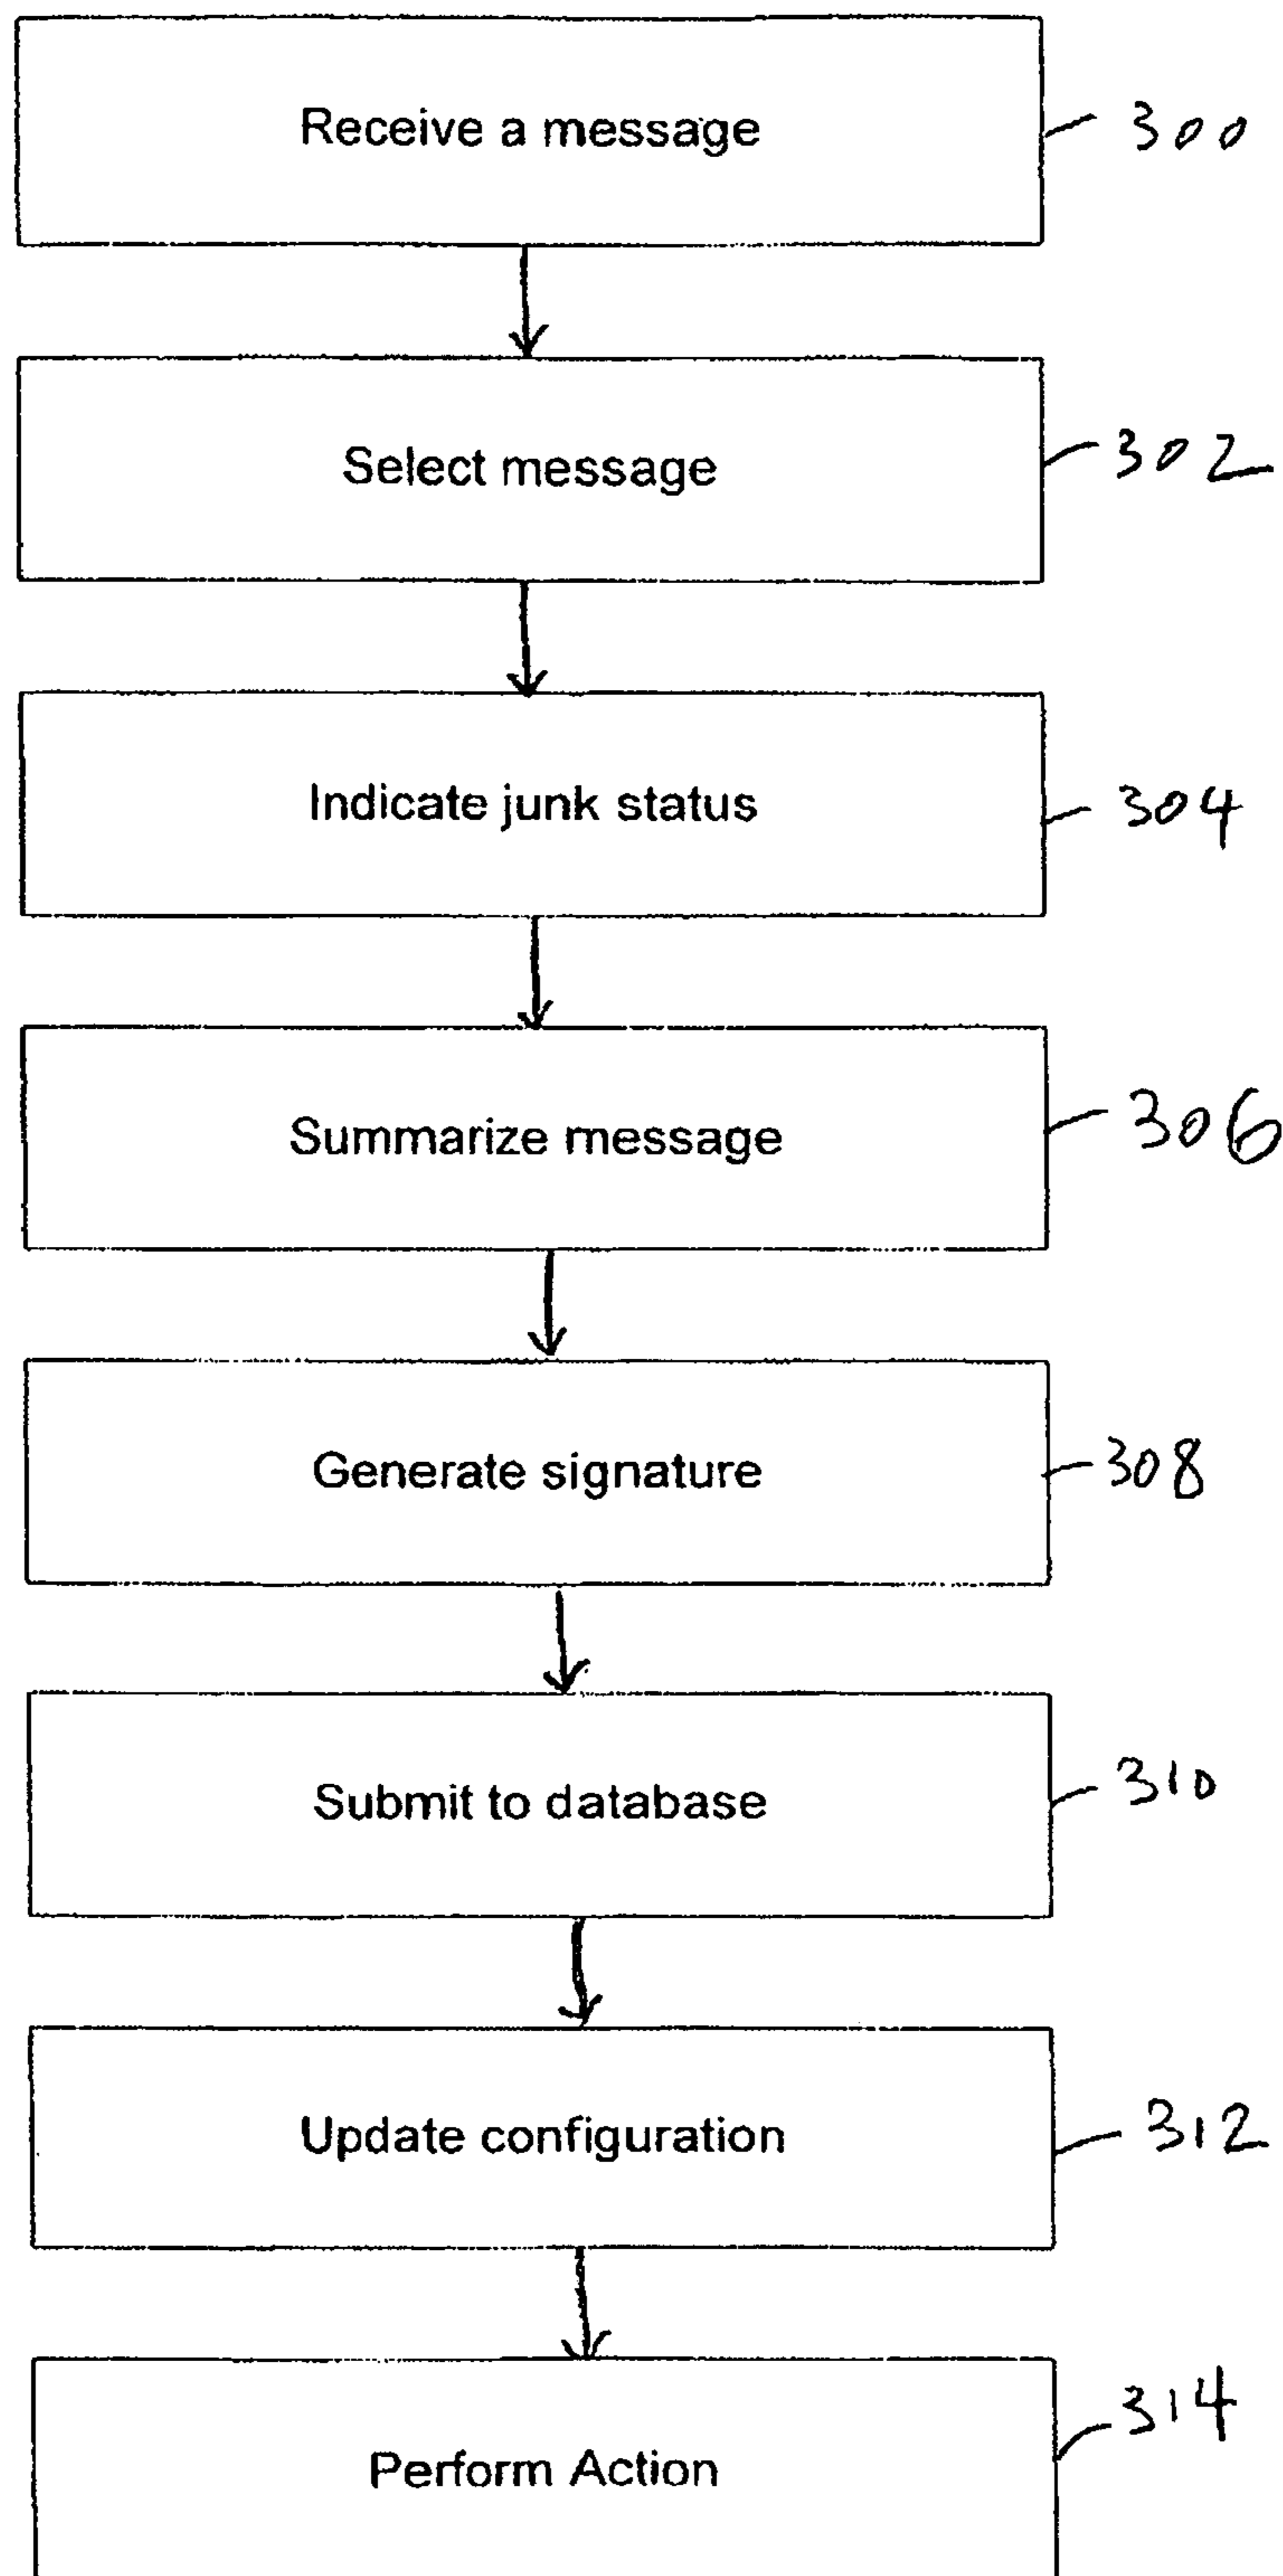 Receive a message 300
Select message 302
Indicate junk status 304
Summarize message 306
Generate signature 308
Submit to database 310
Update configuration 312
Perform Action 314